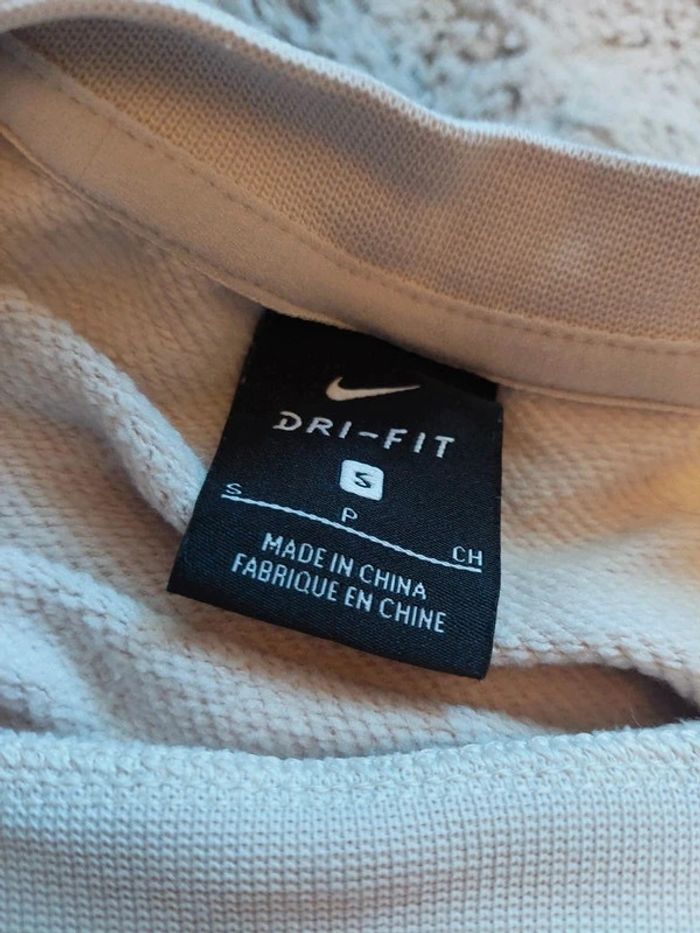 DRI-FIT
S
S P CH
MADE IN CHINA
FABRIQUE EN CHINE